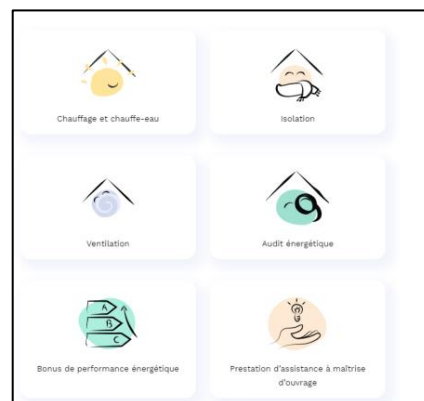 Chauffage et chauffe-eau
Isolation
Ventilation
Audit énergétique
A
B
C
Bonus de performance énergétique
Prestation d'assistance à maîtrise
d'ouvrage